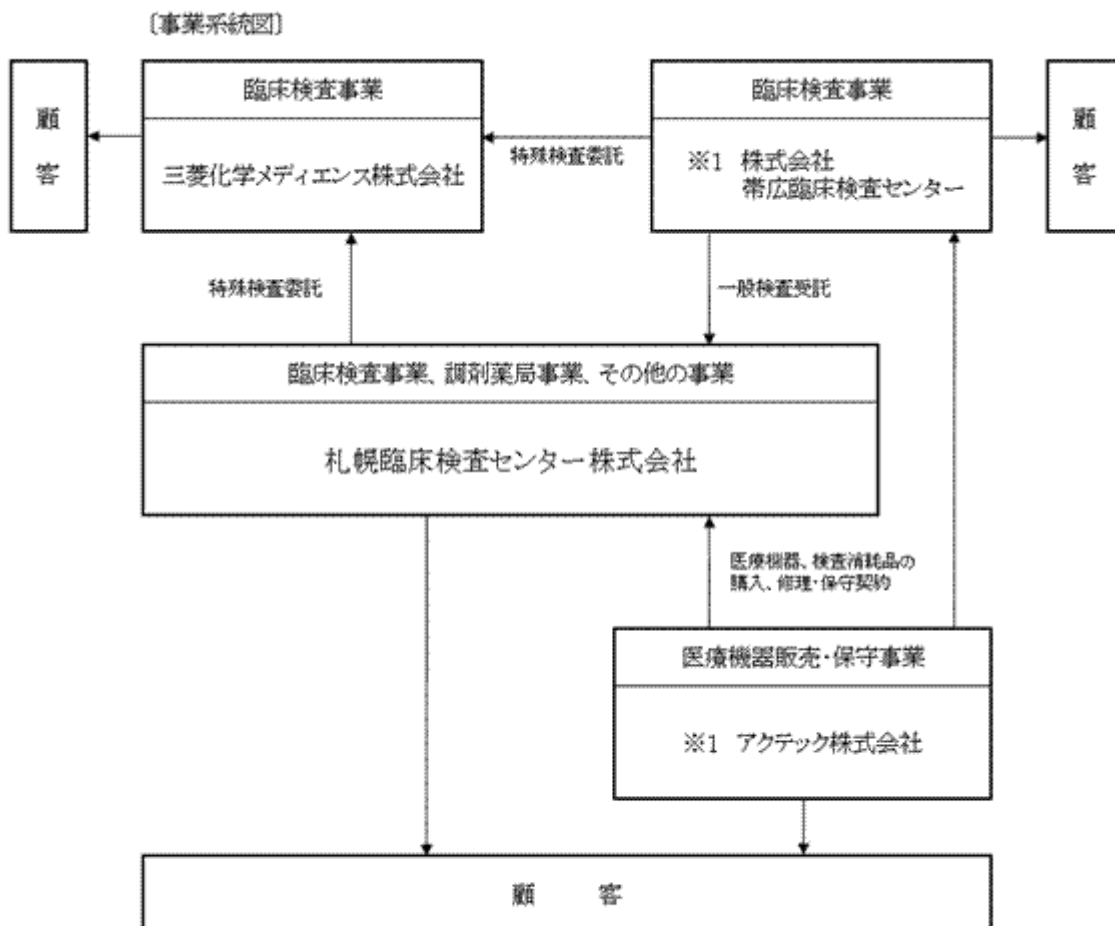 〔事業系統図〕
顧客
臨床検査事業
三菱化学メディエンス株式会社
特殊検査委託
臨床検査事業
※1 株式会社
帯広臨床検査センター
顧客
特殊検査委託
一般検査受託
臨床検査事業、調剤薬局事業、その他の事業
札幌臨床検査センター株式会社
医療機器、検査消耗品の
購入、修理・保守契約
医療機器販売・保守事業
※1 アクテック株式会社
顧 客